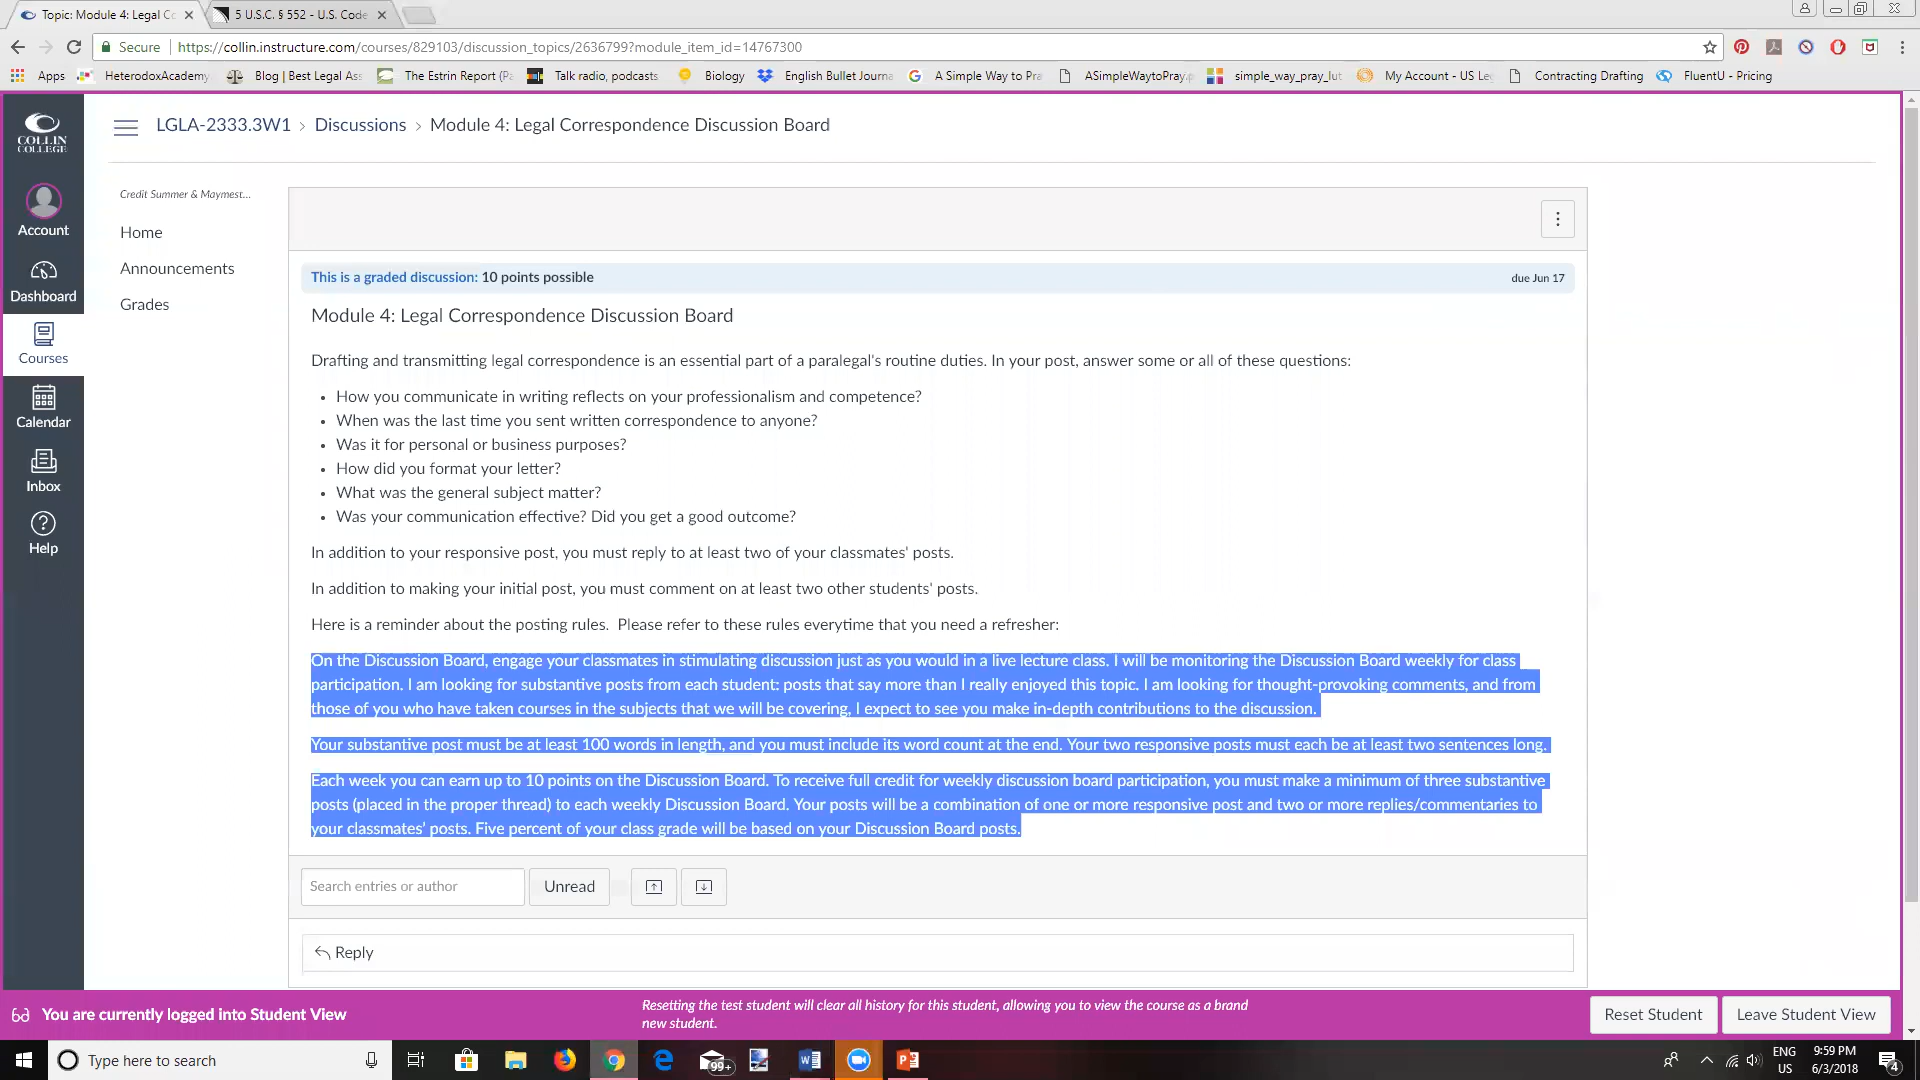 Topic: Module 4: Legal Co
5 U.S.C. § 552 - U.S. Code
Secure | https://collin.instructure.com/courses/829103/discussion_topics/2636799?module_item_id=14767300
Apps HeterodoxAcademy Blog | Best Legal Ass The Estrin Report (Pa Talk radio, podcasts Biology English Bullet Journa A Simple Way to Pra ASimpleWaytoPray.p simple_way_pray_lut My Account - US Leg Contracting Drafting FluentU - Pricing
COLLIN
COLLEGE
LGLA-2333.3W1 › Discussions › Module 4: Legal Correspondence Discussion Board
Account
Dashboard
Courses
Calendar
Inbox
Help
Credit Summer & Maymest...
Home
Announcements
Grades
This is a graded discussion: 10 points possible
due Jun 17
Module 4: Legal Correspondence Discussion Board
Drafting and transmitting legal correspondence is an essential part of a paralegal's routine duties. In your post, answer some or all of these questions:
• How you communicate in writing reflects on your professionalism and competence?
• When was the last time you sent written correspondence to anyone?
• Was it for personal or business purposes?
• How did you format your letter?
• What was the general subject matter?
• Was your communication effective? Did you get a good outcome?
In addition to your responsive post, you must reply to at least two of your classmates' posts.
In addition to making your initial post, you must comment on at least two other students' posts.
Here is a reminder about the posting rules.  Please refer to these rules everytime that you need a refresher:
On the Discussion Board, engage your classmates in stimulating discussion just as you would in a live lecture class. I will be monitoring the Discussion Board weekly for class
participation. I am looking for substantive posts from each student: posts that say more than I really enjoyed this topic. I am looking for thought-provoking comments, and from
those of you who have taken courses in the subjects that we will be covering, I expect to see you make in-depth contributions to the discussion.
Your substantive post must be at least 100 words in length, and you must include its word count at the end. Your two responsive posts must each be at least two sentences long.
Each week you can earn up to 10 points on the Discussion Board. To receive full credit for weekly discussion board participation, you must make a minimum of three substantive
posts (placed in the proper thread) to each weekly Discussion Board. Your posts will be a combination of one or more responsive post and two or more replies/commentaries to
your classmates' posts. Five percent of your class grade will be based on your Discussion Board posts.
Search entries or author
Unread
Reply
You are currently logged into Student View
Resetting the test student will clear all history for this student, allowing you to view the course as a brand
new student.
Reset Student
Leave Student View
Type here to search
99+
ENG
US
9:59 PM
6/3/2018
4